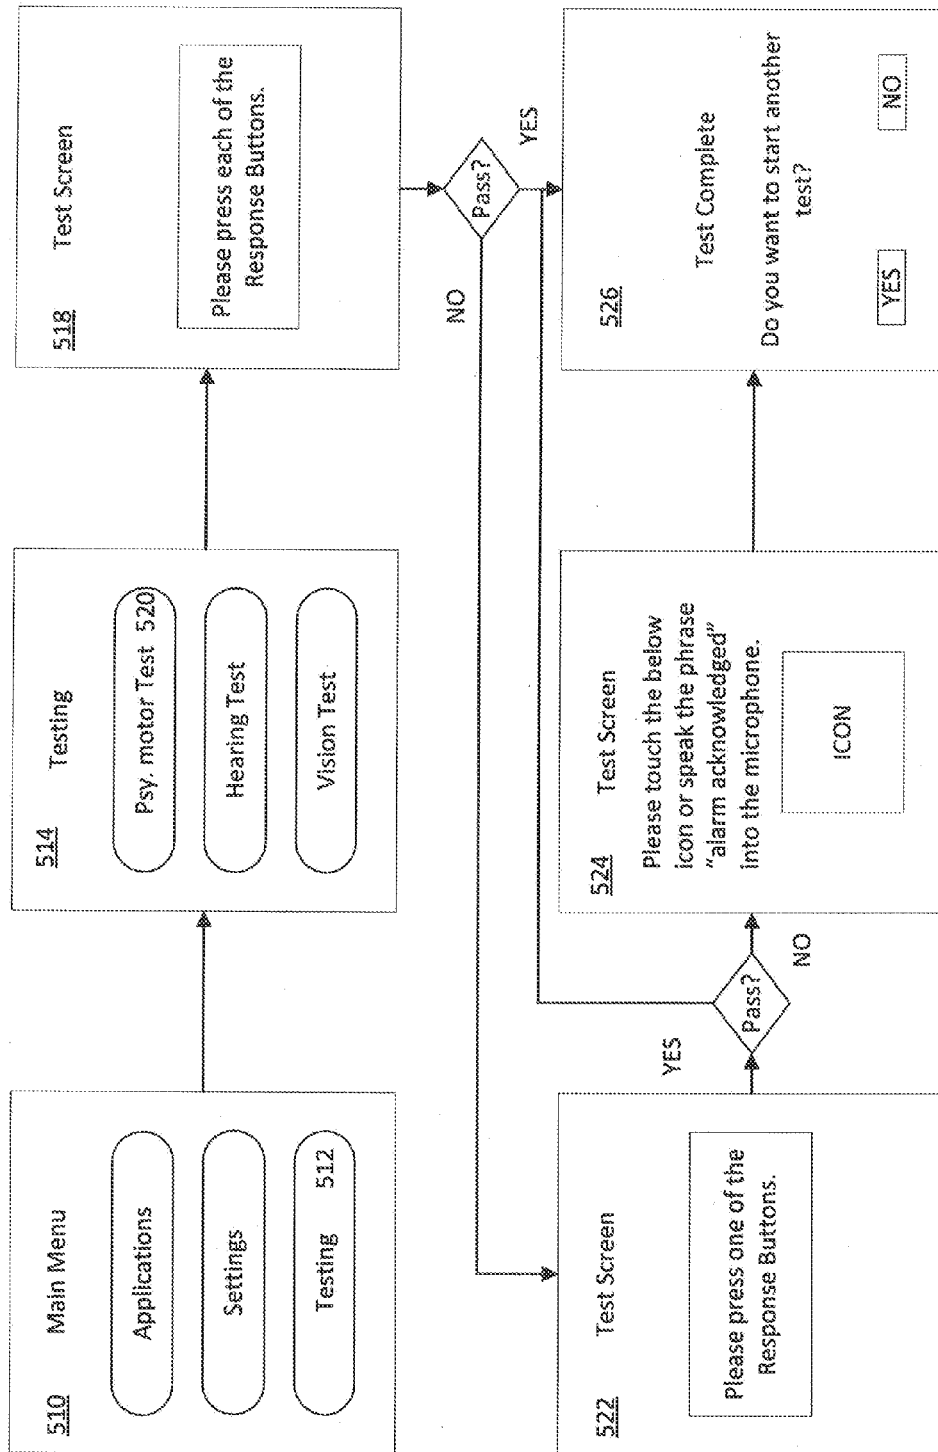 510 Main Menu
Applications
Settings
Testing 512
514 Testing
Psy. motor Test 520
Hearing Test
Vision Test
518 Test Screen
Please press each of the
Response Buttons.
Pass?
NO
YES
522 Test Screen
Please press one of the
Response Buttons.
Pass?
YES
NO
524 Test Screen
Please touch the below
icon or speak the phrase
“alarm acknowledged”
into the microphone.
ICON
526
Test Complete
Do you want to start another
test?
YES NO